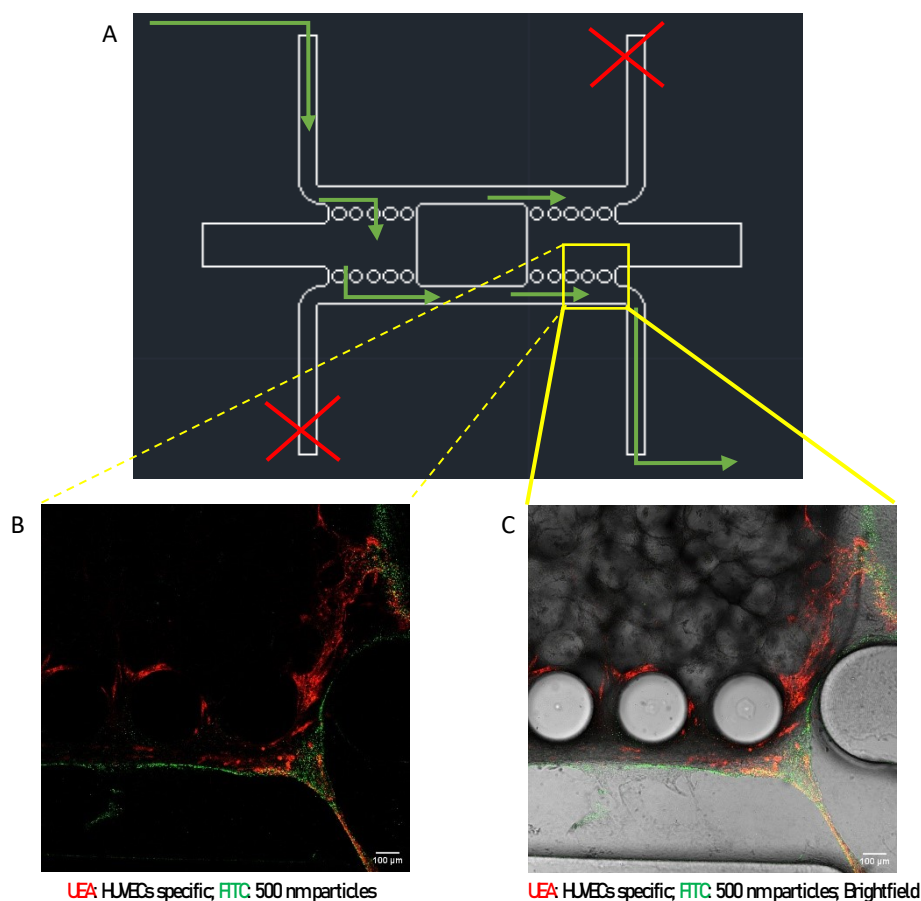 A
B
C
100 μm
100 μm
UEA: HUVECs specific; FITC: 500 nm particles
UEA: HUVECs specific; FITC: 500 nm particles; Brightfield